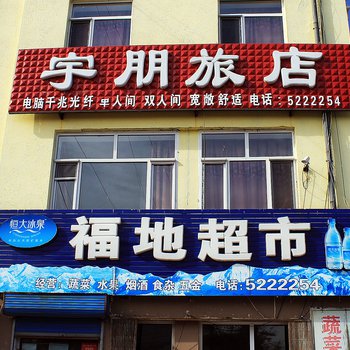 宇朋旅店
电脑千兆光纤 单人间 双人间 宽敞舒适 电话：5222254
恒大冰泉
福地超市
经营：蔬菜 水果 烟酒 食杂 五金 电话：5222254
蔬菜